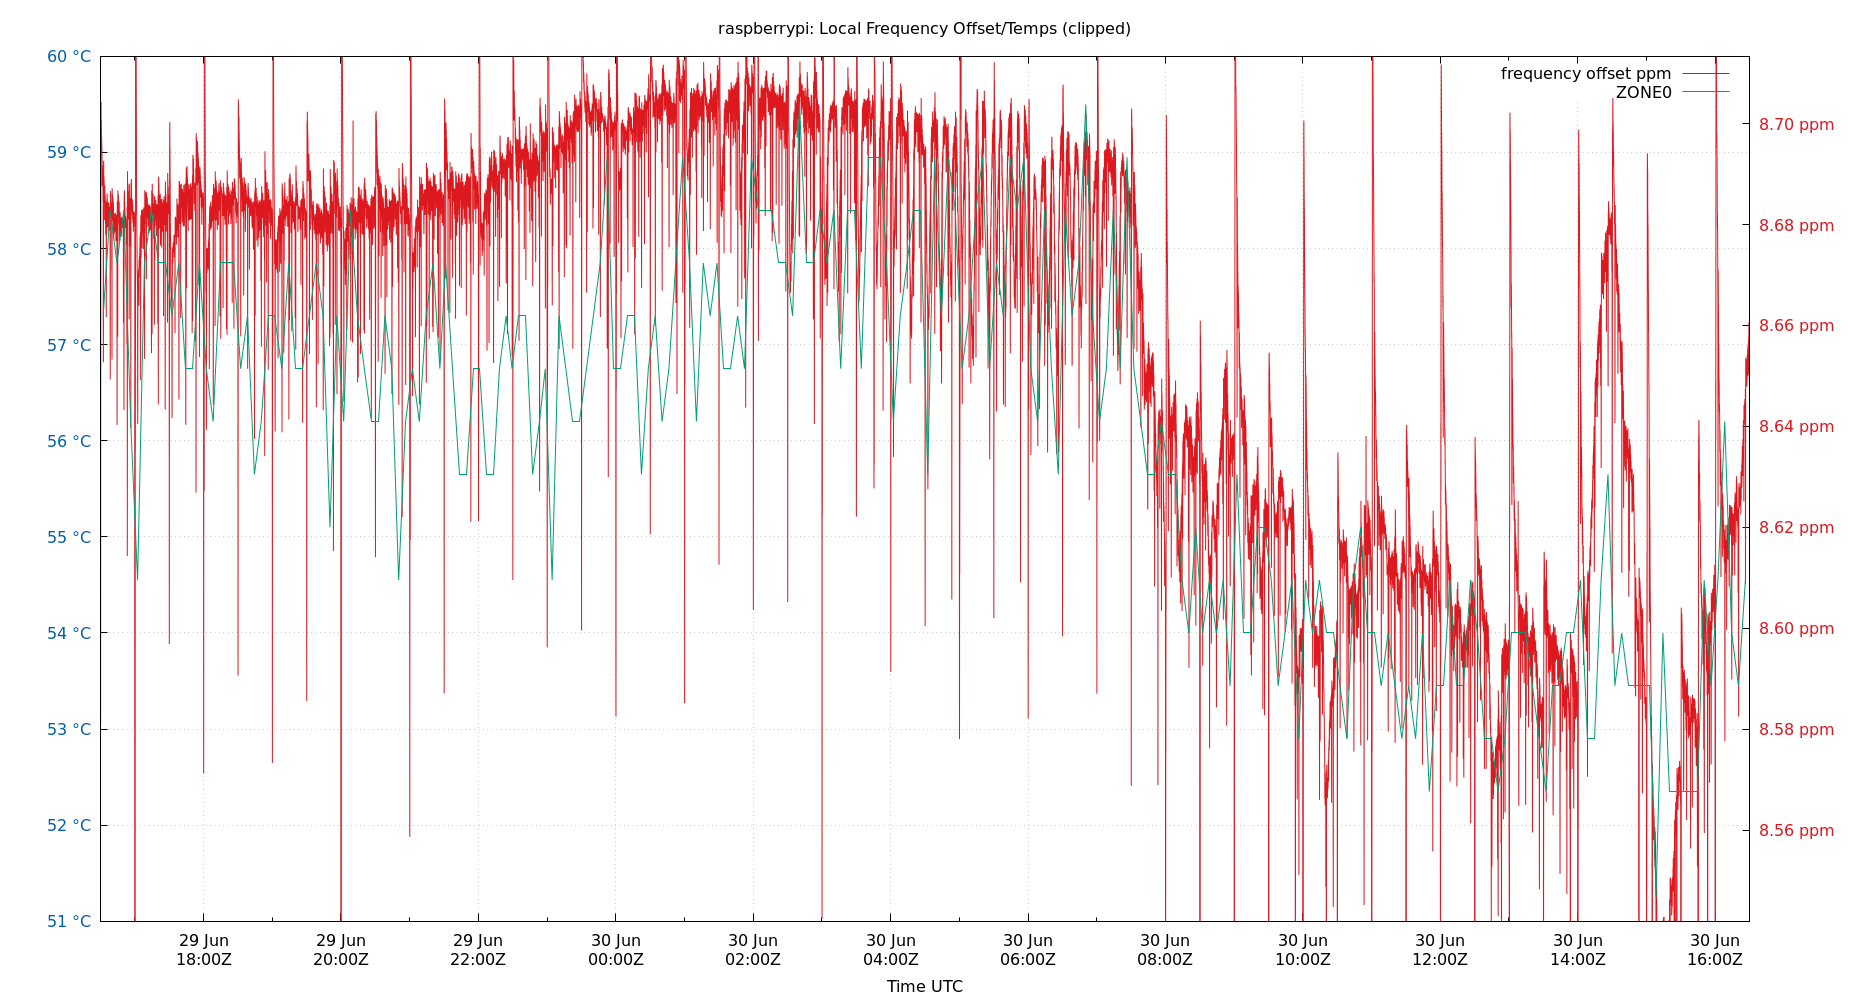 raspberrypi: Local Frequency Offset/Temps (clipped)
frequency offset ppm
ZONE0
60 °C
59 °C
58 °C
57 °C
56 °C
55 °C
54 °C
53 °C
52 °C
51 °C
8.70 ppm
8.68 ppm
8.66 ppm
8.64 ppm
8.62 ppm
8.60 ppm
8.58 ppm
8.56 ppm
29 Jun 29 Jun 29 Jun 30 Jun 30 Jun 30 Jun 30 Jun 30 Jun 30 Jun 30 Jun 30 Jun 30 Jun
18:00Z 20:00Z 22:00Z 00:00Z 02:00Z 04:00Z 06:00Z 08:00Z 10:00Z 12:00Z 14:00Z 16:00Z
Time UTC